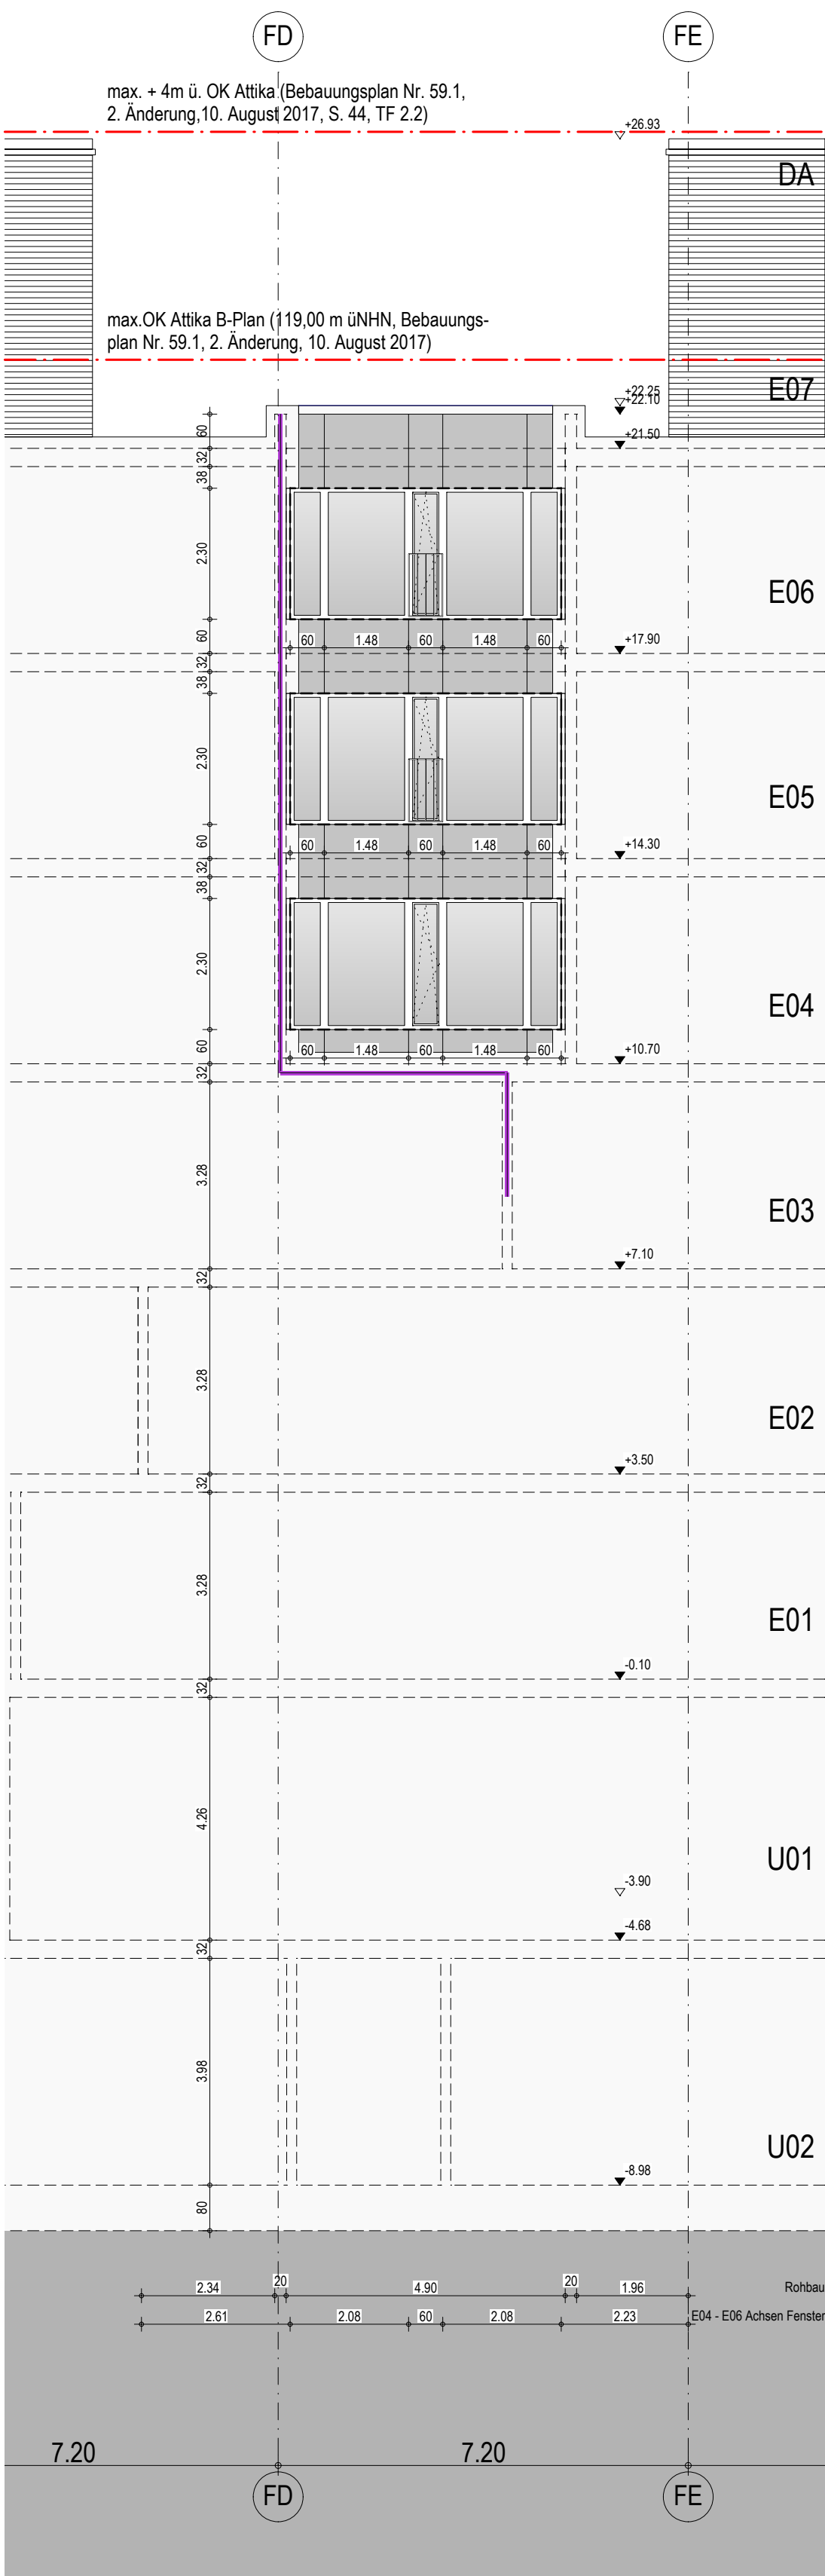 FD
FE
max. + 4m ü. OK Attika (Bebauungsplan Nr. 59.1,
2. Änderung,10. August 2017, S. 44, TF 2.2)
+26.93
DA
max.OK Attika B-Plan (119,00 m üNHN, Bebauungs-
plan Nr. 59.1, 2. Änderung, 10. August 2017)
E07
+22.25
+22.10
60
+21.50
32
38
2.30
E06
60
60 1.48 60 1.48 60
+17.90
32
38
2.30
E05
60
60 1.48 60 1.48 60
+14.30
32
38
2.30
E04
60
60 1.48 60 1.48 60
+10.70
32
3.28
E03
+7.10
32
3.28
E02
+3.50
32
3.28
E01
-0.10
32
4.26
U01
-3.90
-4.68
32
3.98
U02
-8.98
80
2.34 20 4.90 20 1.96 Rohbau
2.61 2.08 60 2.08 2.23 E04 - E06 Achsen Fenster
7.20 7.20
FD
FE